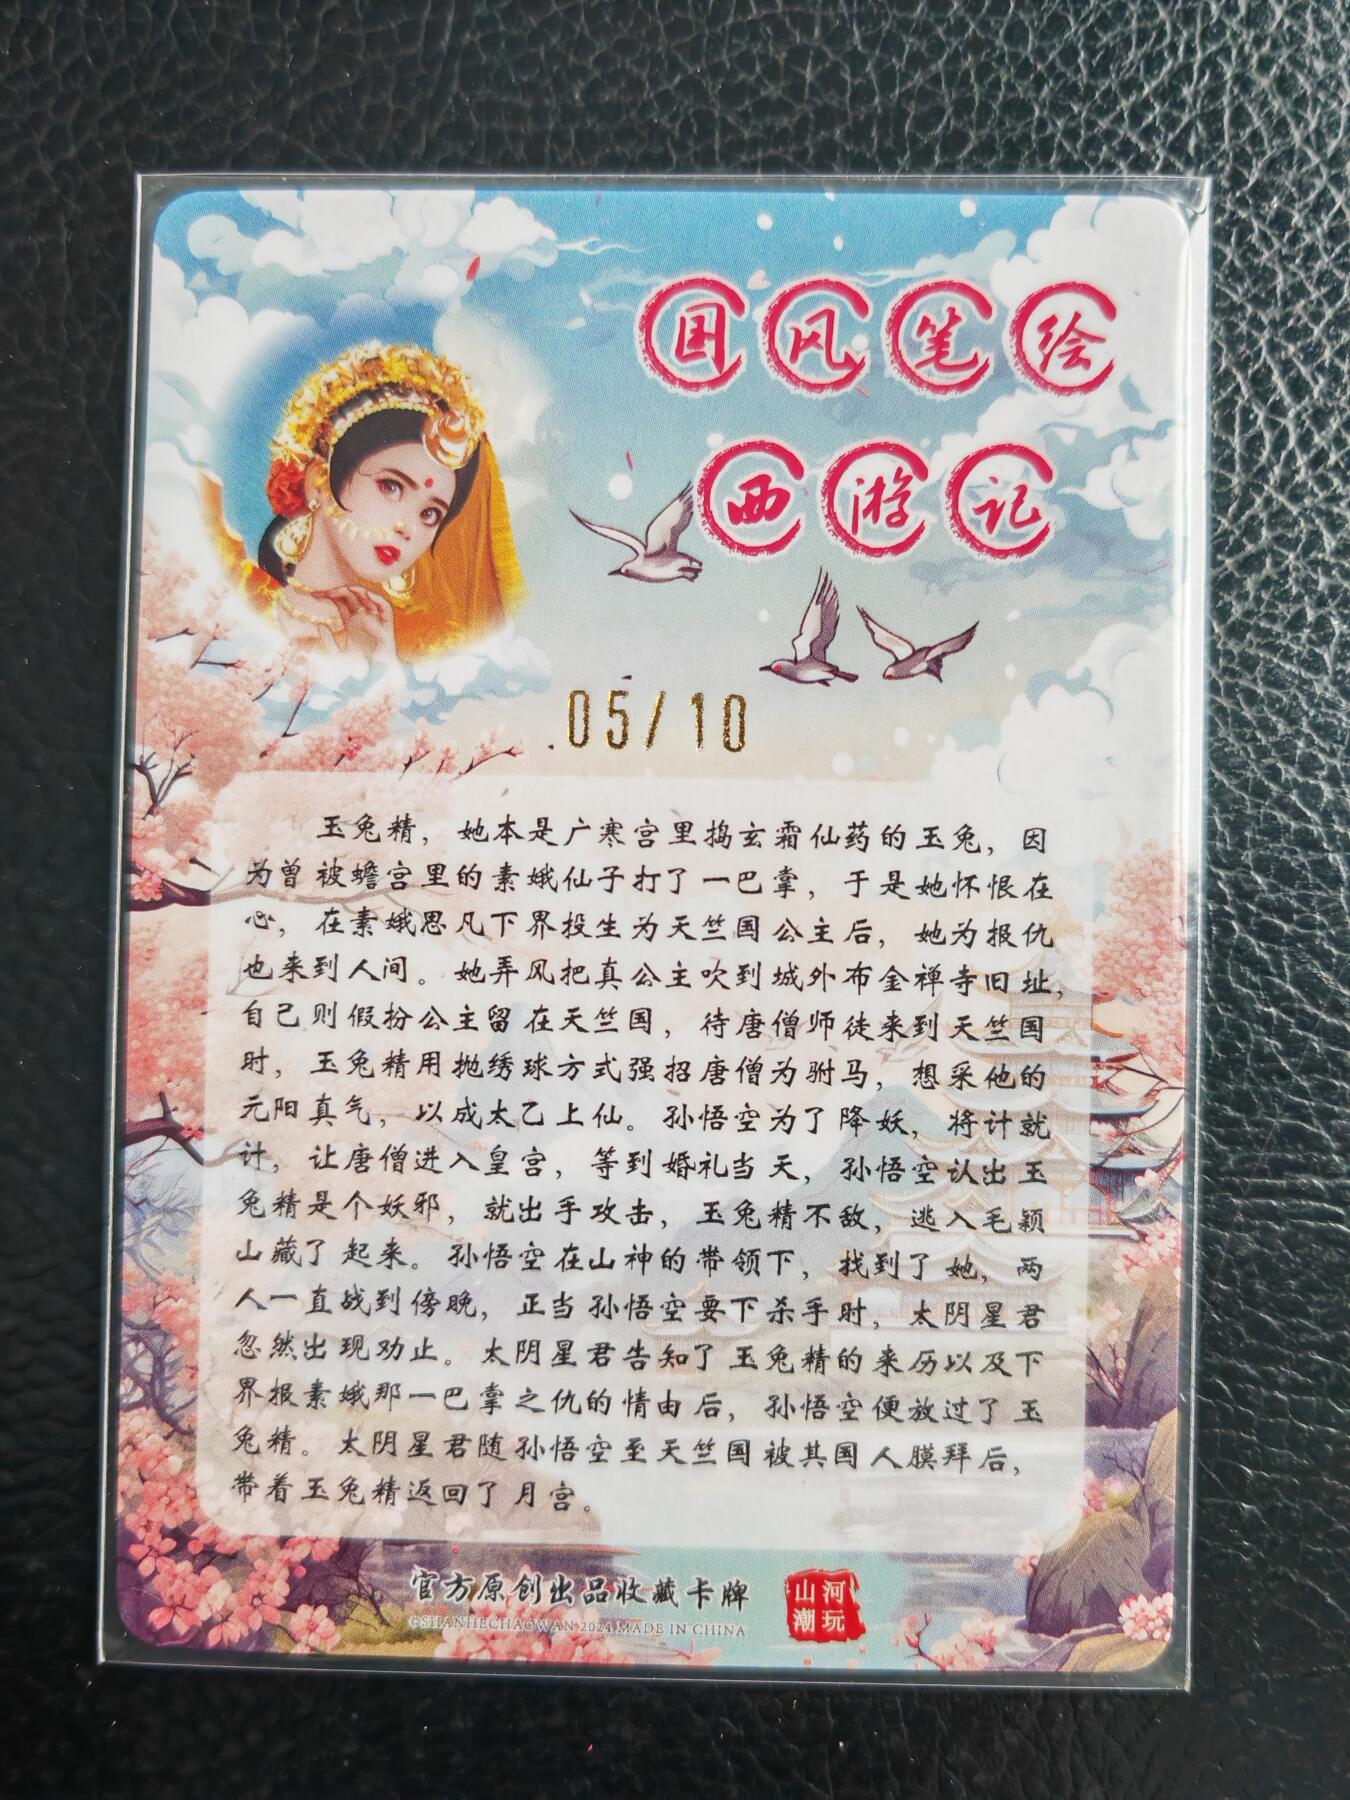 国风笔绘
西游记
05/10
玉兔精，她本是广寒宫里捣玄霜仙药的玉兔，因
为曾被蟾宫里的素娥仙子打了一巴掌，于是她怀恨在
心，在素娥思凡下界投生为天竺国公主后，她为报仇
也来到人间。她弄风把真公主吹到城外布金禅寺旧址，
自己则假扮公主留在天竺国，待唐僧师徒来到天竺国
时，玉兔精用抛绣球方式强招唐僧为驸马，想采他的
元阳真气，以成太乙上仙。孙悟空为了降妖，将计就
计，让唐僧进入皇宫，等到婚礼当天，孙悟空认出玉
兔精是个妖邪，就出手攻击，玉兔精不敌，逃入毛颖
山藏了起来。孙悟空在山神的带领下，找到了她，两
人一直战到傍晚，正当孙悟空要下杀手时，太阴星君
忽然出现劝止。太阴星君告知了玉兔精的来历以及下
界报素娥那一巴掌之仇的情由后，孙悟空便放过了玉
兔精。太阴星君随孙悟空至天竺国被其国人膜拜后，
带着玉兔精返回了月宫。
官方原创出品收藏卡牌
©SHANHECHAOWAN 2024 MADE IN CHINA
山河
潮玩